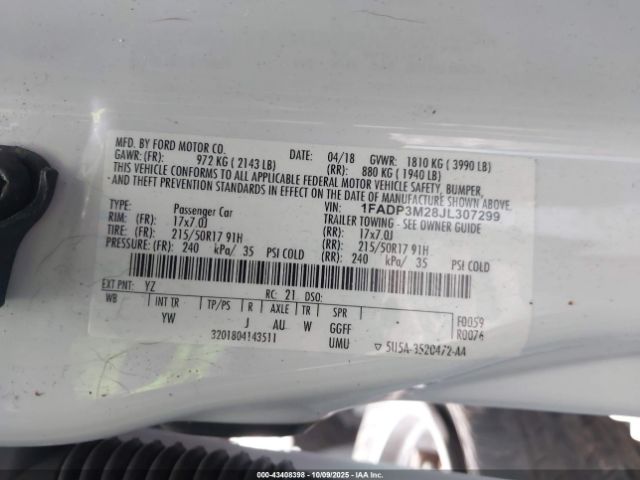 MFD. BY FORD MOTOR CO.
DATE: 04/18 GVWR: 1810 KG ( 3990 LB)
GAWR: (FR): 972 KG ( 2143 LB) (RR): 880 KG ( 1940 LB)
THIS VEHICLE CONFORMS TO ALL APPLICABLE FEDERAL MOTOR VEHICLE SAFETY, BUMPER,
AND THEFT PREVENTION STANDARDS IN EFFECT ON THE DATE OF MANUFACTURE SHOWN ABOVE.
VIN: 1FADP3M28JL307299
TYPE: Passenger Car TRAILER TOWING - SEE OWNER GUIDE
RIM: (FR) 17x7.0J (RR) 17x7.0J
TIRE: (FR) 215/50R17 91H (RR) 215/50R17 91H
PRESSURE: (FR) 240 kPa/ 35 PSI COLD (RR) 240 kPa/ 35 PSI COLD
EXT PNT: YZ RC: 21 DSO:
WB INT TR TP/PS R AXLE TR SPR
YW J AU W GGFF
UMU
F0059
R0076
3201804143511
5U5A-3520472-AA
000-43408398 - 10/09/2025 - IAAI.com